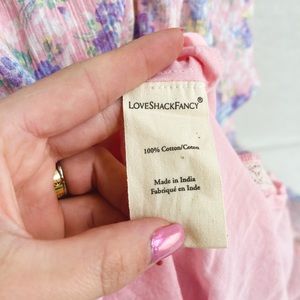 LOVESHACKFANCY®
100% Cotton/Coton
Made in India
Fabriqué en Inde